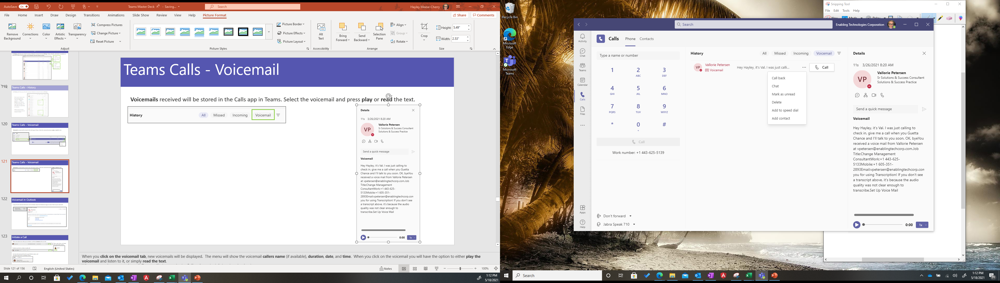 AutoSave On
Teams Master Deck - Saving...
Search
Hayley Meese-Cherry
File Home Insert Draw Design Transitions Animations Slide Show Review View Help Picture Format
Share Comments
Remove Background
Corrections
Color
Artistic Effects
Transparency
Compress Pictures
Change Picture
Reset Picture
Adjust
Picture Styles
Picture Border
Picture Effects
Picture Layout
Alt Text
Accessibility
Bring Forward
Send Backward
Selection Pane
Align
Group
Rotate
Arrange
Crop
Height: 5.49"
Width: 2.53"
Size
119
Teams Calls - History
120
Teams Calls - Voicemail
121
Teams Calls - Voicemail
122
Voicemail in Outlook
123
Initiate a Call
Teams Calls - Voicemail
Voicemails received will be stored in the Calls app in Teams. Select the voicemail and press play or read the text.
History All Missed Incoming Voicemail
Details
11s 3/26/2021 8:20 AM
VP
Vallorie Petersen
Sr Solutions & Success Consultant
Solutions & Success Practice
Send a quick message
Voicemail
Hey Hayley, it's Val. I was just calling to
check in, give me a call when you Guetta
Chance and I'll talk to you soon. OK, byeYou
received a voice mail from Vallorie Petersen
at vpetersen@enablingtechcorp.com.Job
Title:Change Management
ConsultantWork:+1 443-625-
5133Mobile:+1 605-351-
2893Email:vpetersen@enablingtechcorp.con
you for using Transcription! If you don't see
a transcript above, it's because the audio
quality was not clear enough to
transcribe.Set Up Voice Mail
0:00 1x
When you click on the voicemail tab, new voicemails will be displayed. The menu will show the voicemail callers name (if available), duration, date, and time. When you click on the voicemail you will have the option to either play the
voicemail and listen to it, or simply read the text.
Slide 121 of 156
English (United States)
Notes
100%
1:12 PM
5/18/2021
Recycle Bin
Microsoft Edge
Microsoft Teams
Snipping Tool
File Edit Tools Help
New Mode Delay
Search
Enabling Technologies Corporation
Activity
Chat
Teams
Calendar
Calls
Files
Apps
Help
Calls Phone Contacts
Type a name or number
1 2 3
ABC DEF
4 5 6
GHI JKL MNO
7 8 9
PQRS TUV WXYZ
* 0 #
+
Call
Work number: +1 443-625-5139
Don't forward
Jabra Speak 710
History All Missed Incoming Voicemail
VP
Vallorie Petersen
Voicemail
Hey Hayley, it's Val. I was just calli...
Call
Call back
Chat
Mark as unread
Delete
Add to speed dial
Add contact
Details
11s 3/26/2021 8:20 AM
VP
Vallorie Petersen
Sr Solutions & Success Consultant
Solutions & Success Practice
Send a quick message
Voicemail
Hey Hayley, it's Val. I was just calling to
check in, give me a call when you Guetta
Chance and I'll talk to you soon. OK, byeYou
received a voice mail from Vallorie Petersen
at vpetersen@enablingtechcorp.com.Job
Title:Change Management
ConsultantWork:+1 443-625-
5133Mobile:+1 605-351-
2893Email:vpetersen@enablingtechcorp.con
you for using Transcription! If you don't see
a transcript above, it's because the audio
quality was not clear enough to
transcribe.Set Up Voice Mail
0:00 1x
Search
1:12 PM
5/18/2021
20